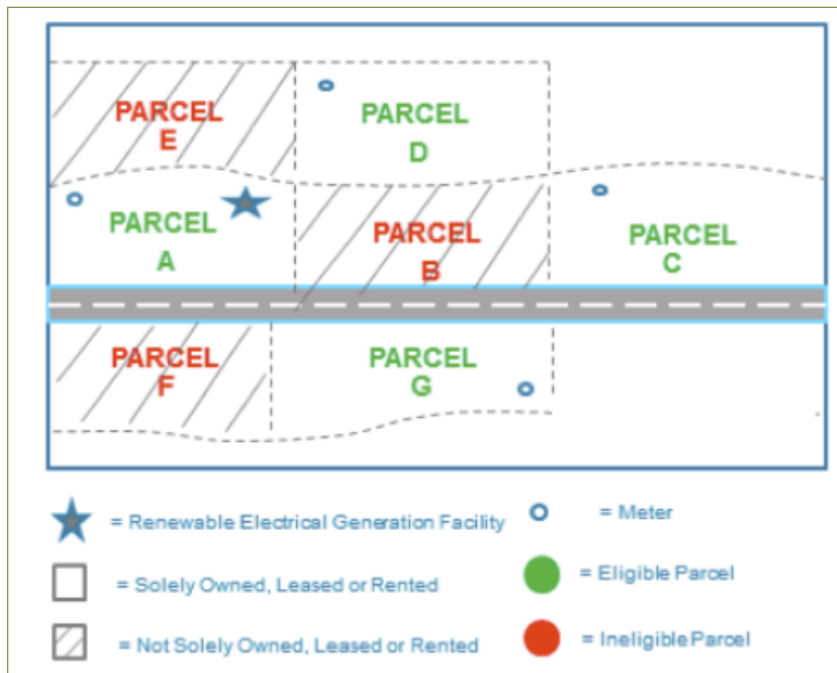 PARCEL
E
PARCEL
D
PARCEL
A
PARCEL
B
PARCEL
C
PARCEL
F
PARCEL
G
= Renewable Electrical Generation Facility
= Meter
= Solely Owned, Leased or Rented
= Eligible Parcel
= Not Solely Owned, Leased or Rented
= Ineligible Parcel